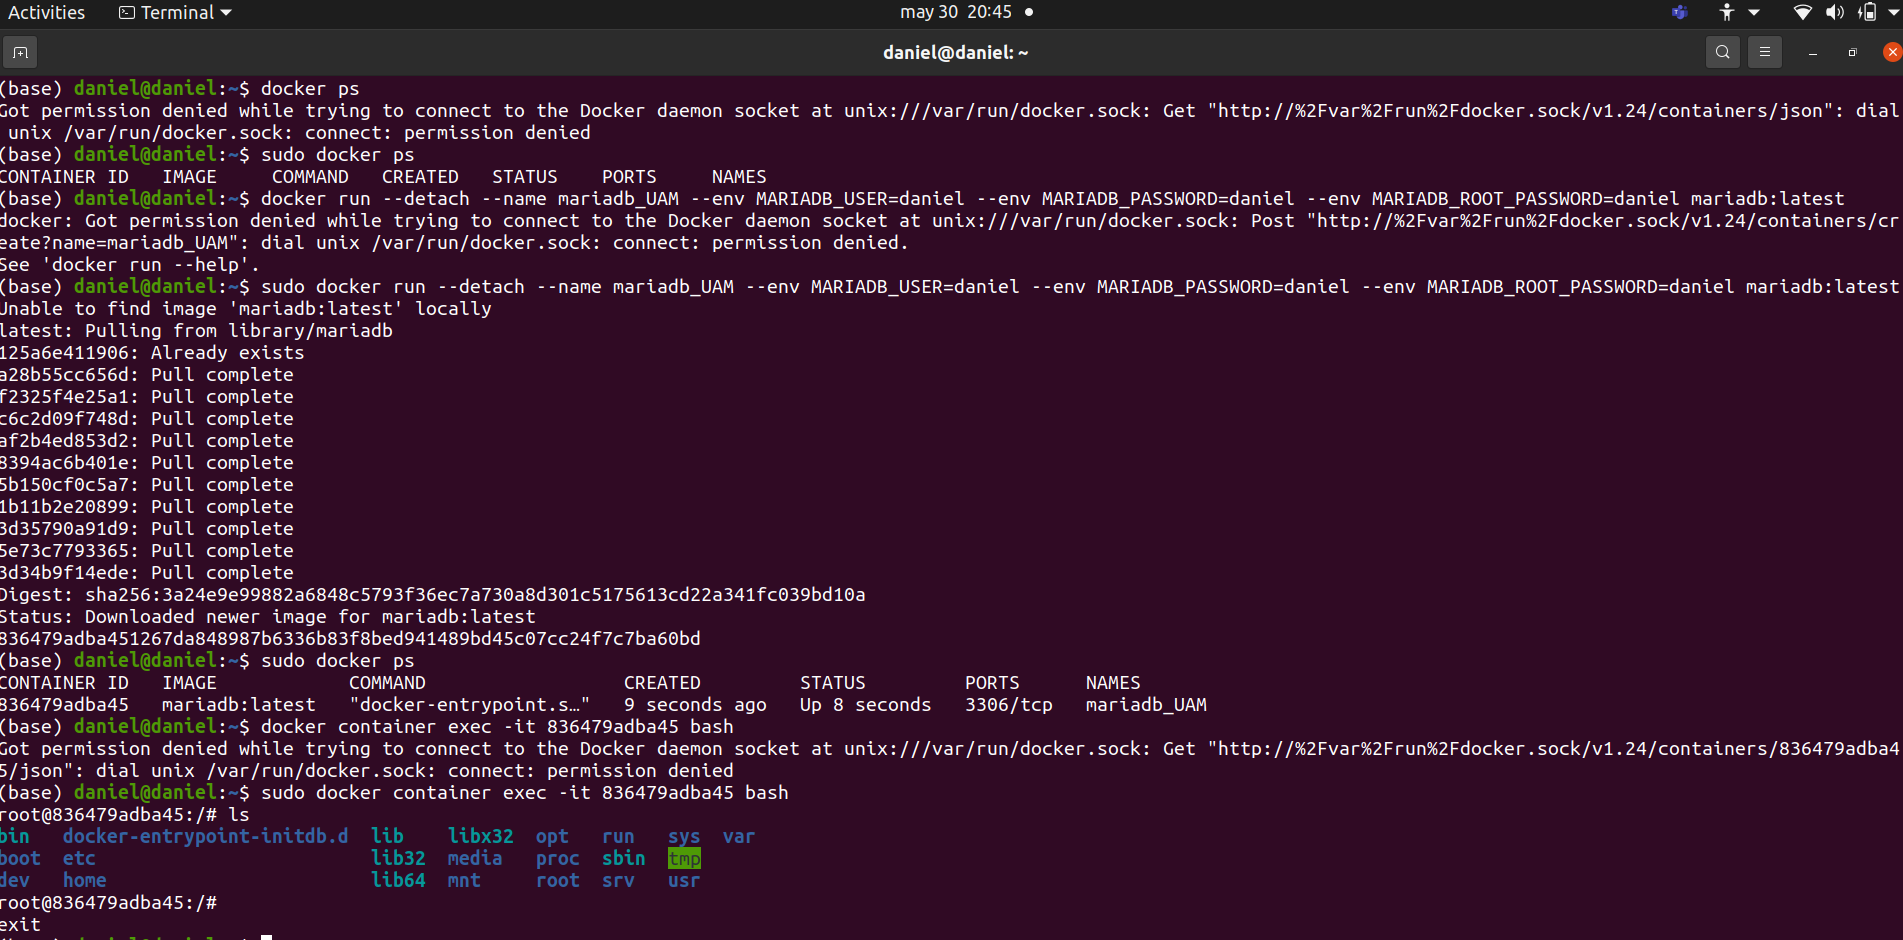 Activities Terminal may 30 20:45
daniel@daniel: ~
(base) daniel@daniel:~$ docker ps
Got permission denied while trying to connect to the Docker daemon socket at unix:///var/run/docker.sock: Get "http://%2Fvar%2Frun%2Fdocker.sock/v1.24/containers/json": dial
unix /var/run/docker.sock: connect: permission denied
(base) daniel@daniel:~$ sudo docker ps
CONTAINER ID IMAGE COMMAND CREATED STATUS PORTS NAMES
(base) daniel@daniel:~$ docker run --detach --name mariadb_UAM --env MARIADB_USER=daniel --env MARIADB_PASSWORD=daniel --env MARIADB_ROOT_PASSWORD=daniel mariadb:latest
docker: Got permission denied while trying to connect to the Docker daemon socket at unix:///var/run/docker.sock: Post "http://%2Fvar%2Frun%2Fdocker.sock/v1.24/containers/cr
eate?name=mariadb_UAM": dial unix /var/run/docker.sock: connect: permission denied.
See 'docker run --help'.
(base) daniel@daniel:~$ sudo docker run --detach --name mariadb_UAM --env MARIADB_USER=daniel --env MARIADB_PASSWORD=daniel --env MARIADB_ROOT_PASSWORD=daniel mariadb:latest
Unable to find image 'mariadb:latest' locally
latest: Pulling from library/mariadb
125a6e411906: Already exists
a28b55cc656d: Pull complete
f2325f4e25a1: Pull complete
c6c2d09f748d: Pull complete
af2b4ed853d2: Pull complete
8394ac6b401e: Pull complete
5b150cf0c5a7: Pull complete
1b11b2e20899: Pull complete
3d35790a91d9: Pull complete
5e73c7793365: Pull complete
3d34b9f14ede: Pull complete
Digest: sha256:3a24e9e99882a6848c5793f36ec7a730a8d301c5175613cd22a341fc039bd10a
Status: Downloaded newer image for mariadb:latest
836479adba451267da848987b6336b83f8bed941489bd45c07cc24f7c7ba60bd
(base) daniel@daniel:~$ sudo docker ps
CONTAINER ID IMAGE COMMAND CREATED STATUS PORTS NAMES
836479adba45 mariadb:latest "docker-entrypoint.s…" 9 seconds ago Up 8 seconds 3306/tcp mariadb_UAM
(base) daniel@daniel:~$ docker container exec -it 836479adba45 bash
Got permission denied while trying to connect to the Docker daemon socket at unix:///var/run/docker.sock: Get "http://%2Fvar%2Frun%2Fdocker.sock/v1.24/containers/836479adba4
5/json": dial unix /var/run/docker.sock: connect: permission denied
(base) daniel@daniel:~$ sudo docker container exec -it 836479adba45 bash
root@836479adba45:/# ls
bin docker-entrypoint-initdb.d lib libx32 opt run sys var
boot etc lib32 media proc sbin tmp
dev home lib64 mnt root srv usr
root@836479adba45:/#
exit